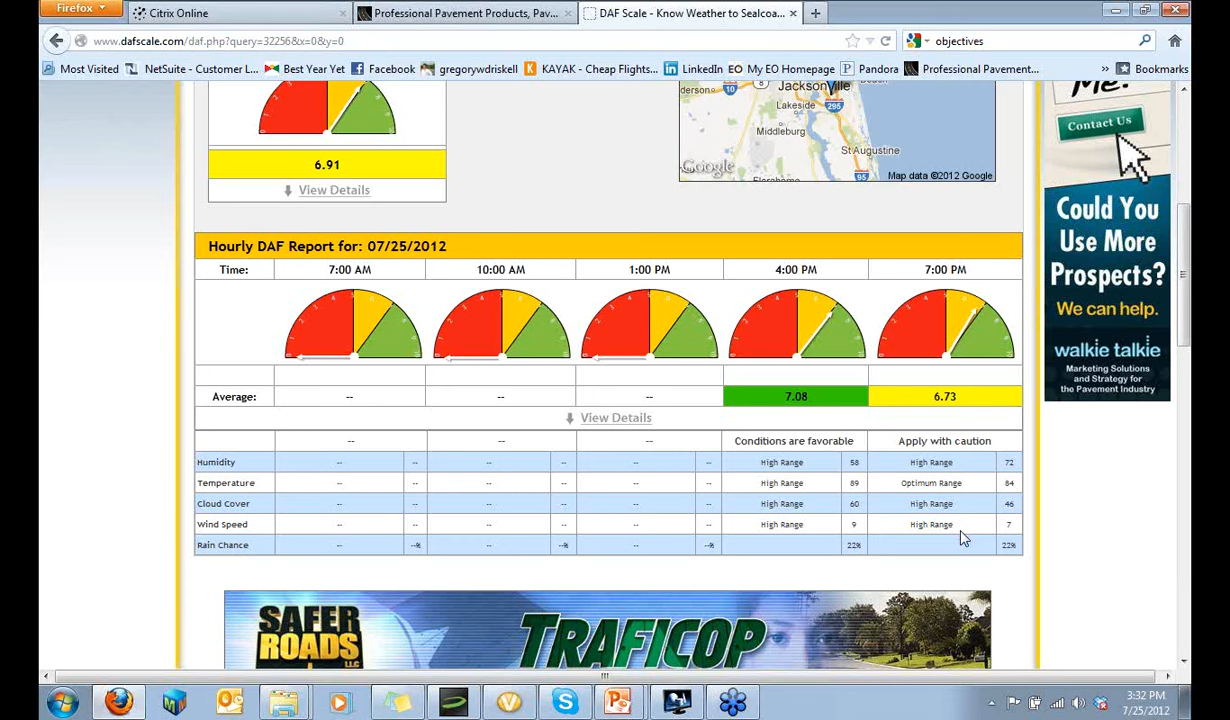 Firefox
Citrix Online
Professional Pavement Products, Pav...
DAF Scale - Know Weather to Sealcoa...
www.dafscale.com/daf.php?query=32256&x=0&y=0
objectives
Most Visited
NetSuite - Customer L...
Best Year Yet
Facebook
gregorywdriskell
KAYAK - Cheap Flights...
LinkedIn
EO My EO Homepage
Pandora
Professional Pavement...
Bookmarks
6.91
View Details
Jacksonville
Lakeside
295
Middleburg
St Augustine
95
Google
Map data ©2012 Google
Me!
Contact Us
Could You
Use More
Prospects?
We can help.
walkie talkie
Marketing Solutions
and Strategy for
the Pavement Industry
Hourly DAF Report for: 07/25/2012
Time: 7:00 AM 10:00 AM 1:00 PM 4:00 PM 7:00 PM
Average: -- -- -- 7.08 6.73
View Details
-- -- -- Conditions are favorable Apply with caution
Humidity -- -- -- -- -- -- High Range 58 High Range 72
Temperature -- -- -- -- -- -- High Range 89 Optimum Range 84
Cloud Cover -- -- -- -- -- -- High Range 60 High Range 46
Wind Speed -- -- -- -- -- -- High Range 9 High Range 7
Rain Chance -- --% -- --% -- --% 22% 22%
SAFER
ROADS
LLC
TRAFICOP
3:32 PM
7/25/2012